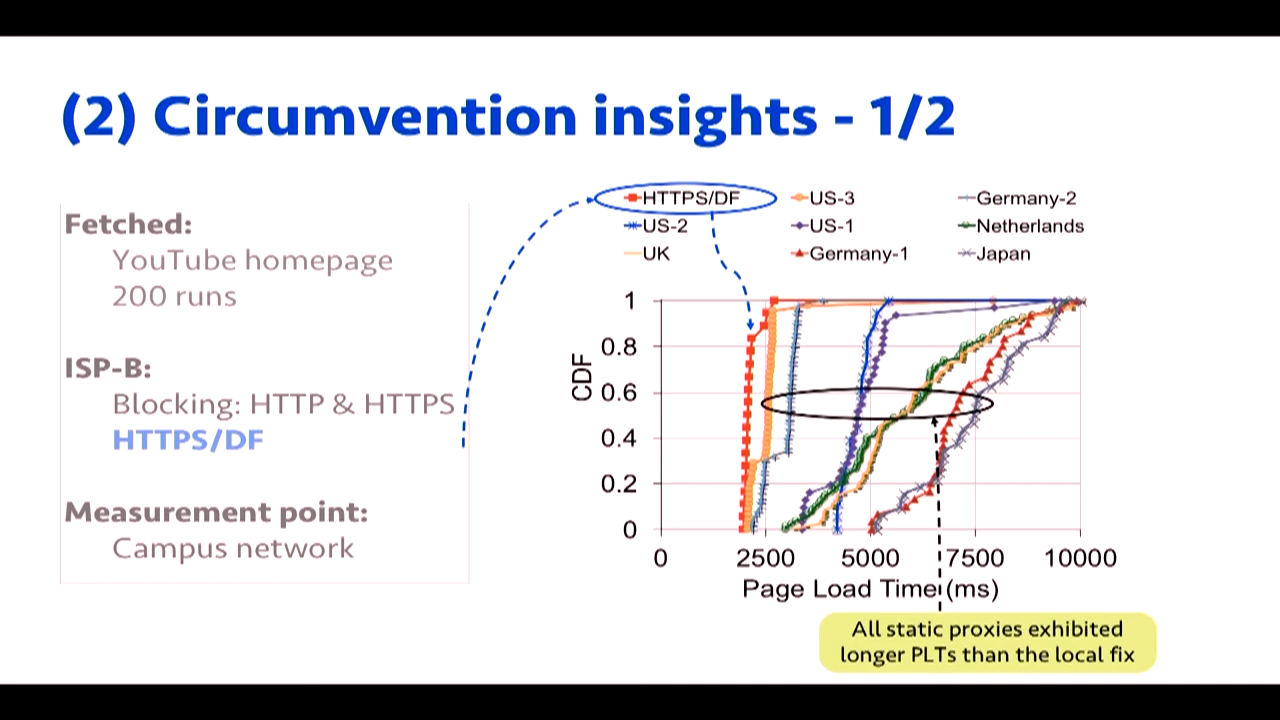 (2) Circumvention insights - 1/2
Fetched:
YouTube homepage
200 runs
ISP-B:
Blocking: HTTP & HTTPS
HTTPS/DF
Measurement point:
Campus network
HTTPS/DF US-3 Germany-2
US-2 US-1 Netherlands
UK Germany-1 Japan
CDF
1
0.8
0.6
0.4
0.2
0
0 2500 5000 7500 10000
Page Load Time (ms)
All static proxies exhibited
longer PLTs than the local fix